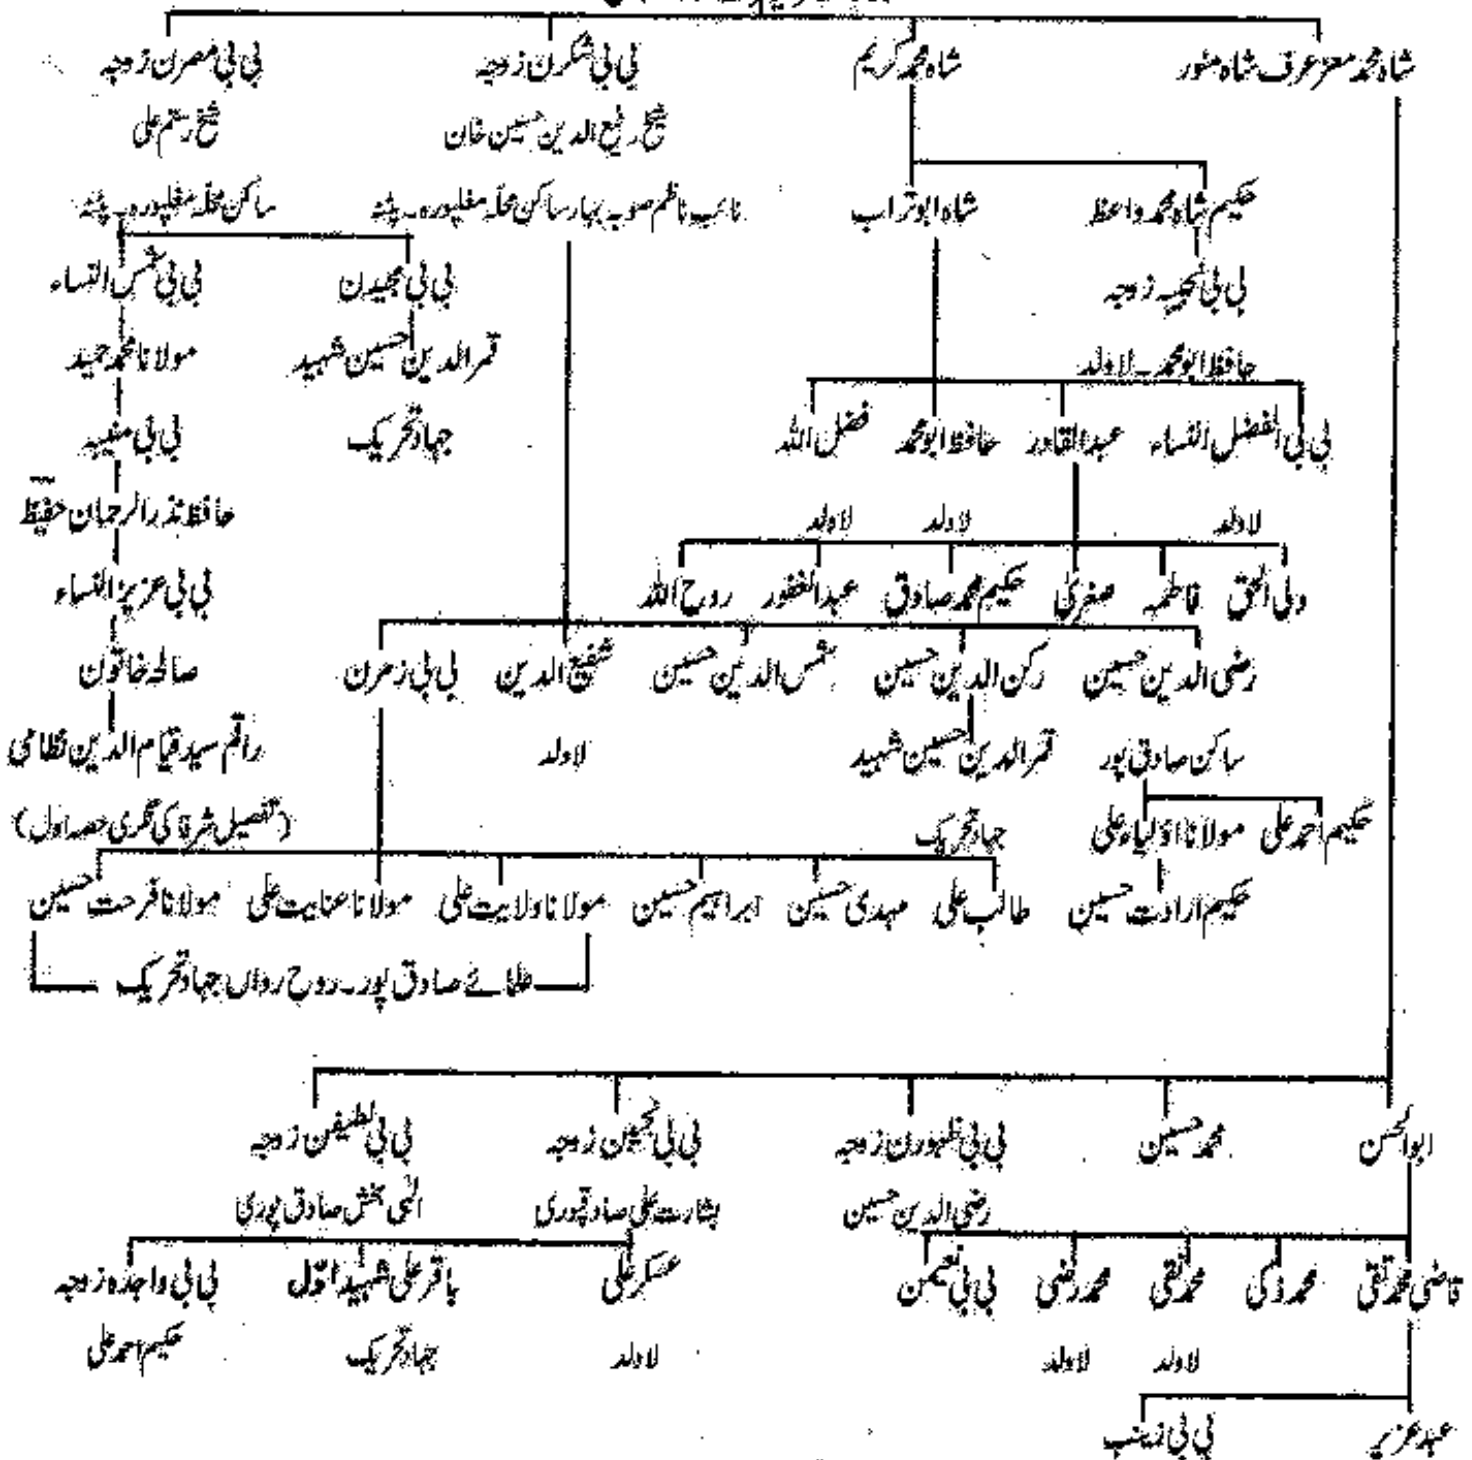 شاہ محمد معز عرف شاہ منور
شاہ محمد کریم
بی بی شکرن زوجہ
بی بی مصرن زوجہ
شیخ رفیع الدین حسین خان
شیخ رستم علی
حکیم شاہ محمد واعظ
شاہ ابو تراب
نائب ناظم صوبہ بہار ساکن محلہ مغلپورہ۔ پٹنہ
ساکن محلہ مغلپورہ۔ پٹنہ
بی بی نجیبہ زوجہ
بی بی مجیدن
بی بی شمس النساء
حافظ ابو محمد۔ لاولد
قمر الدین حسین شہید
مولانا محمد حمید
بی بی افضل النساء
عبدالقادر
حافظ ابو محمد
فضل اللہ
جہاد تحریک
بی بی منیبہ
لاولد
لاولد
لاولد
حافظ نذرالرحمان حفیظ
ولی الحق
فاطمہ
صغریٰ
حکیم محمد صادق
عبدالغفور
روح اللہ
بی بی عزیز النساء
رضی الدین حسین
رکن الدین حسین
شمس الدین حسین
شفیع الدین
بی بی زہرن
صالحہ خاتون
ساکن صادق پور
قمر الدین حسین شہید
لاولد
راقم سید قیام الدین نظامی
حکیم احمد علی
مولانا اولیاء علی
جہاد تحریک
(تفصیل شرفا کی نگری حصہ اول)
حکیم ارادت حسین
طالب علی
مہدی حسین
ابراہیم حسین
مولانا ولایت علی
مولانا عنایت علی
مولانا فرحت حسین
علمائے صادق پور۔ روح رواں جہاد تحریک
ابوالحسن
محمد حسین
بی بی ظہورن زوجہ
بی بی نجیبن زوجہ
بی بی لطیفن زوجہ
رضی الدین حسین
بشارت علی صادقپوری
الٰہی بخش صادق پوری
قاضی محمد تقی
محمد ذکی
محمد نقی
محمد رضی
بی بی نعیمن
عسکر علی
باقر علی شہید اوّل
بی بی واجدہ زوجہ
لاولد
لاولد
لاولد
جہاد تحریک
حکیم احمد علی
عبد عزیر
بی بی زینب